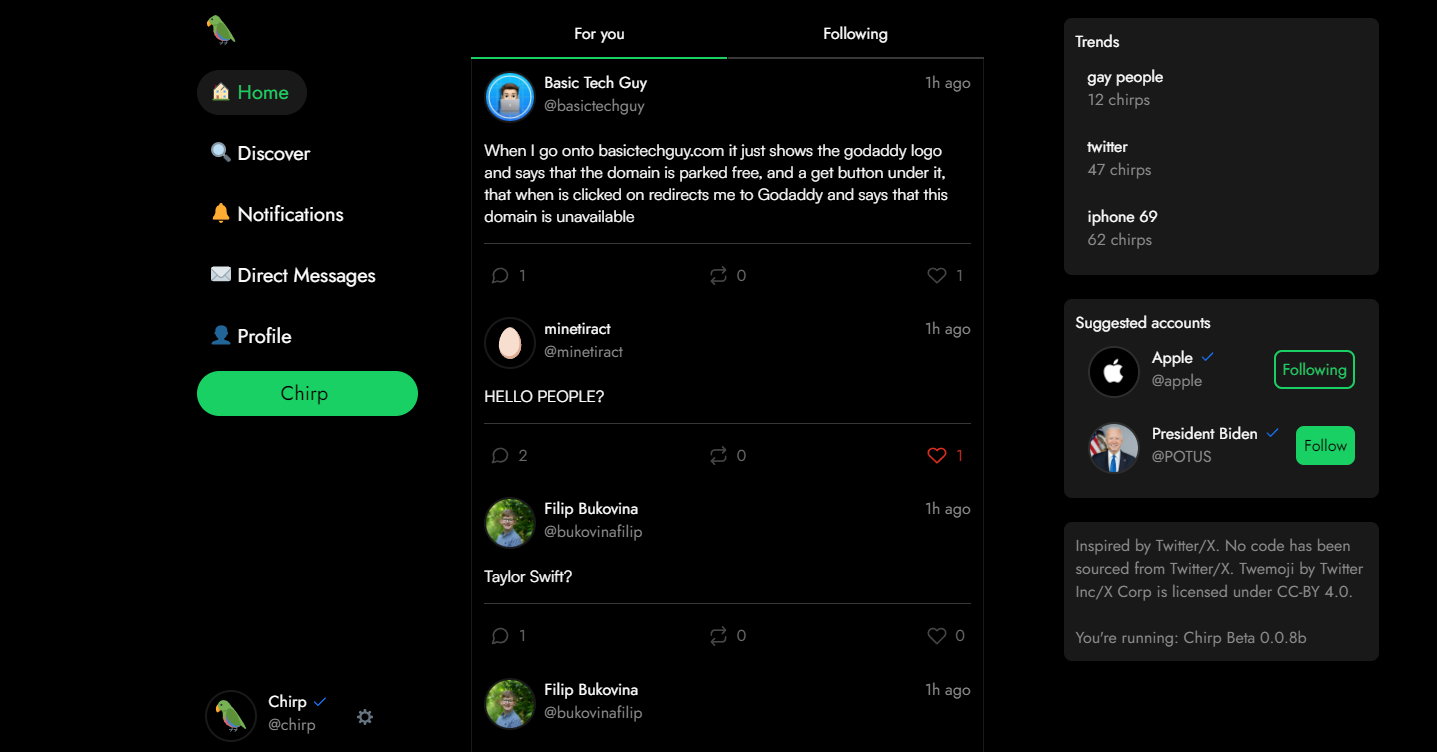 Home
Discover
Notifications
Direct Messages
Profile
Chirp
Chirp
@chirp
For you
Following
Basic Tech Guy
1h ago
@basictechguy
When I go onto basictechguy.com it just shows the godaddy logo
and says that the domain is parked free, and a get button under it,
that when is clicked on redirects me to Godaddy and says that this
domain is unavailable
1
0
1
minetiract
1h ago
@minetiract
HELLO PEOPLE?
2
0
1
Filip Bukovina
1h ago
@bukovinafilip
Taylor Swift?
1
0
0
Filip Bukovina
1h ago
@bukovinafilip
Trends
gay people
12 chirps
twitter
47 chirps
iphone 69
62 chirps
Suggested accounts
Apple
@apple
Following
President Biden
@POTUS
Follow
Inspired by Twitter/X. No code has been
sourced from Twitter/X. Twemoji by Twitter
Inc/X Corp is licensed under CC-BY 4.0.
You're running: Chirp Beta 0.0.8b